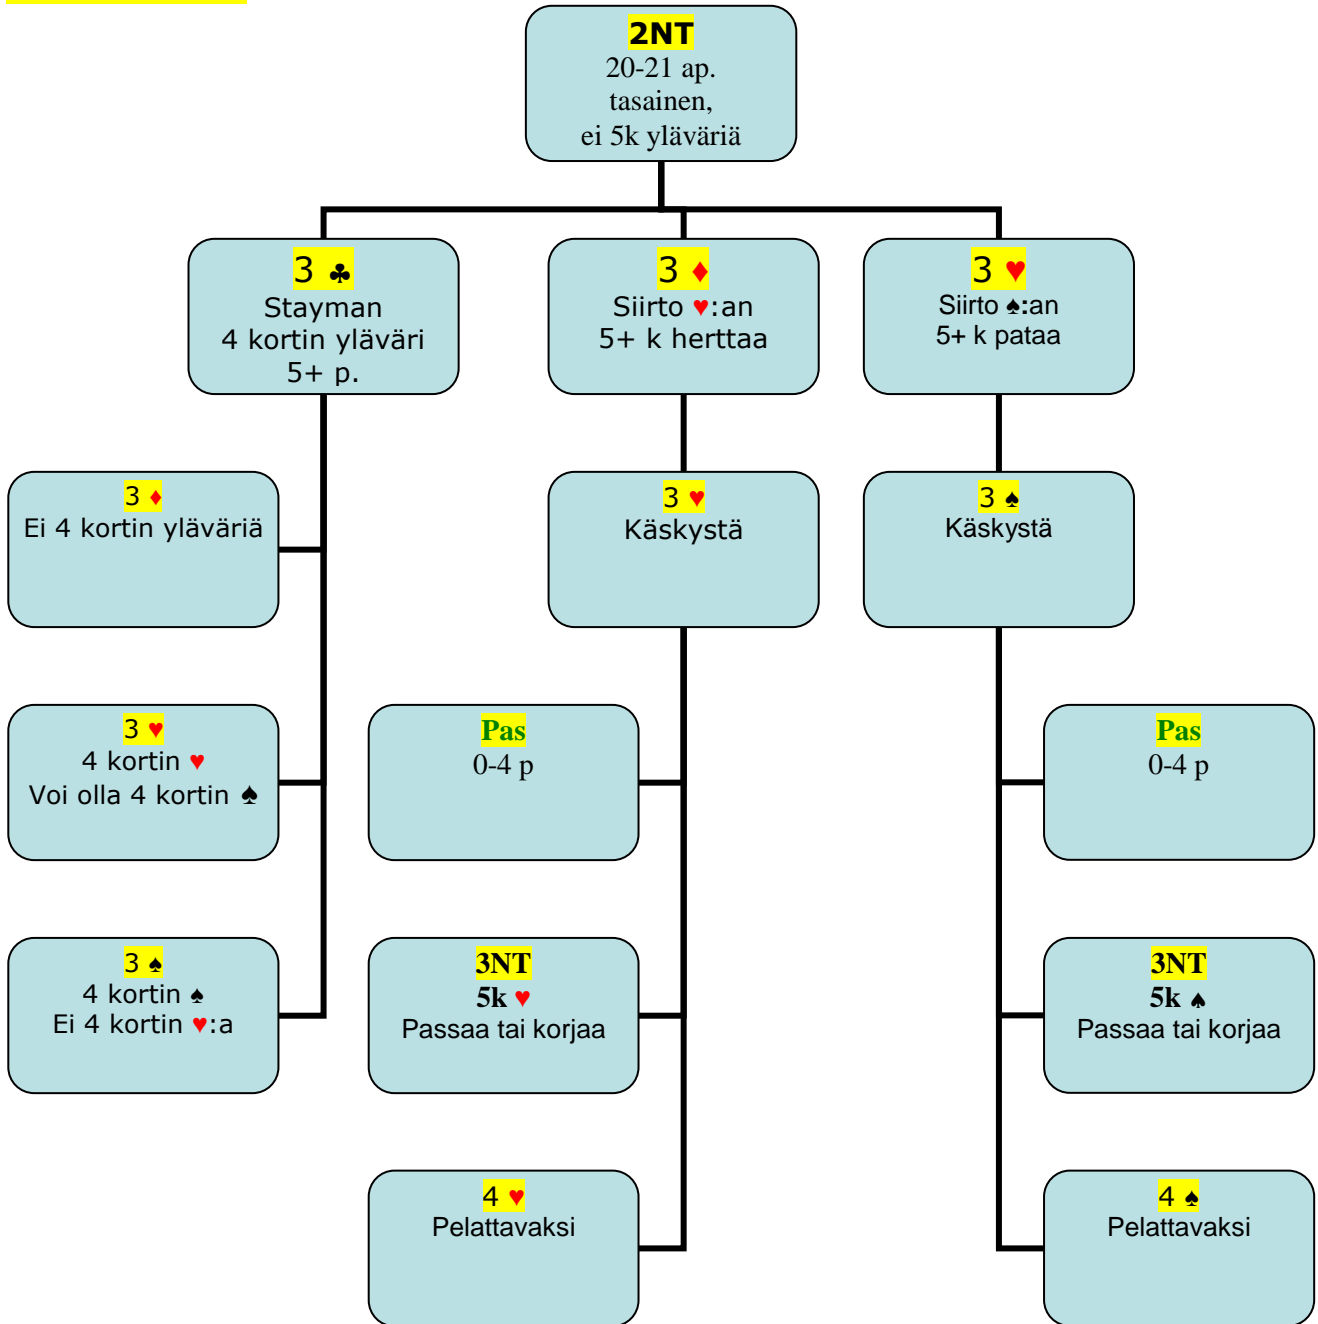 2NT
20-21 ap.
tasainen,
ei 5k yläväriä
3 ♣
Stayman
4 kortin yläväri
5+ p.
3 ♦
Siirto ♥:an
5+ k herttaa
3 ♥
Siirto ♠:an
5+ k pataa
3 ♦
Ei 4 kortin yläväriä
3 ♥
Käskystä
3 ♠
Käskystä
3 ♥
4 kortin ♥
Voi olla 4 kortin ♠
Pas
0-4 p
Pas
0-4 p
3 ♠
4 kortin ♠
Ei 4 kortin ♥:a
3NT
5k ♥
Passaa tai korjaa
3NT
5k ♠
Passaa tai korjaa
4 ♥
Pelattavaksi
4 ♠
Pelattavaksi